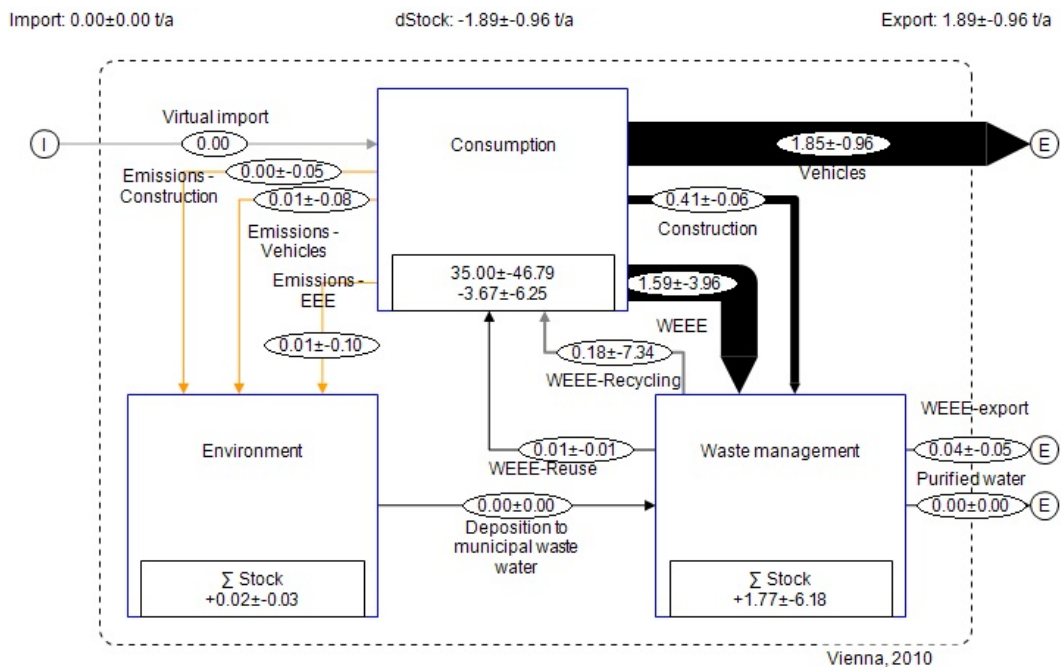 Import: 0.00±0.00 t/a
dStock: -1.89±-0.96 t/a
Export: 1.89±-0.96 t/a
Virtual import
I
0.00
Consumption
1.85±-0.96
E
Vehicles
Emissions -
Construction
0.00±-0.05
0.01±-0.08
0.41±-0.06
Emissions -
Vehicles
Construction
Emissions -
EEE
35.00±-46.79
-3.67±-6.25
1.59±-3.96
WEEE
0.01±-0.10
0.18±-7.34
WEEE-Recycling
WEEE-export
Environment
0.01±-0.01
WEEE-Reuse
Waste management
0.04±-0.05
E
Purified water
0.00±0.00
0.00±0.00
E
Deposition to
municipal waste
water
∑ Stock
+0.02±-0.03
∑ Stock
+1.77±-6.18
Vienna, 2010